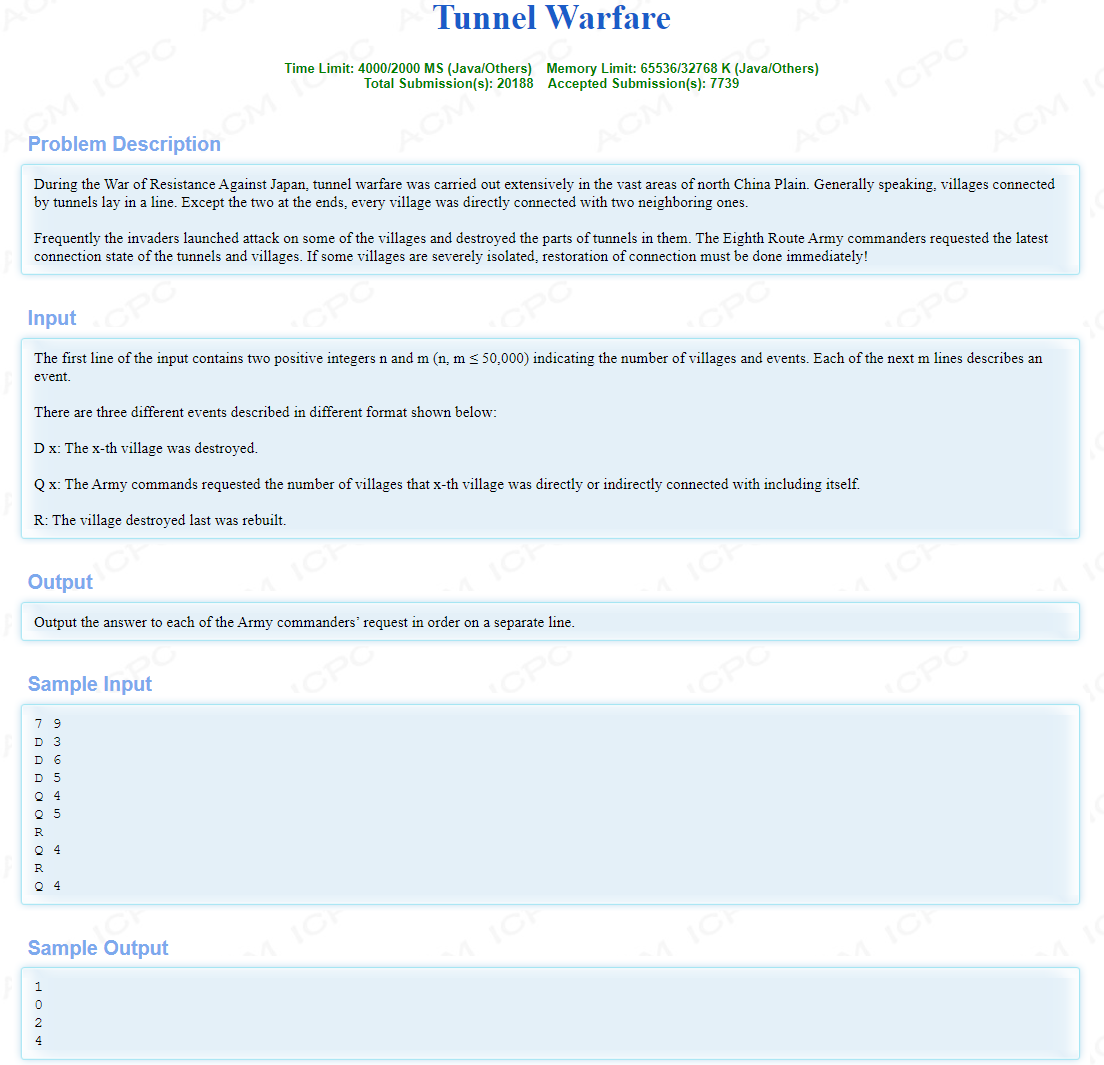 Tunnel Warfare
Time Limit: 4000/2000 MS (Java/Others) Memory Limit: 65536/32768 K (Java/Others)
Total Submission(s): 20188 Accepted Submission(s): 7739
Problem Description
During the War of Resistance Against Japan, tunnel warfare was carried out extensively in the vast areas of north China Plain. Generally speaking, villages connected
by tunnels lay in a line. Except the two at the ends, every village was directly connected with two neighboring ones.
Frequently the invaders launched attack on some of the villages and destroyed the parts of tunnels in them. The Eighth Route Army commanders requested the latest
connection state of the tunnels and villages. If some villages are severely isolated, restoration of connection must be done immediately!
Input
The first line of the input contains two positive integers n and m (n, m ≤ 50,000) indicating the number of villages and events. Each of the next m lines describes an
event.
There are three different events described in different format shown below:
D x: The x-th village was destroyed.
Q x: The Army commands requested the number of villages that x-th village was directly or indirectly connected with including itself.
R: The village destroyed last was rebuilt.
Output
Output the answer to each of the Army commanders’ request in order on a separate line.
Sample Input
7 9
D 3
D 6
D 5
Q 4
Q 5
R
Q 4
R
Q 4
Sample Output
1
0
2
4